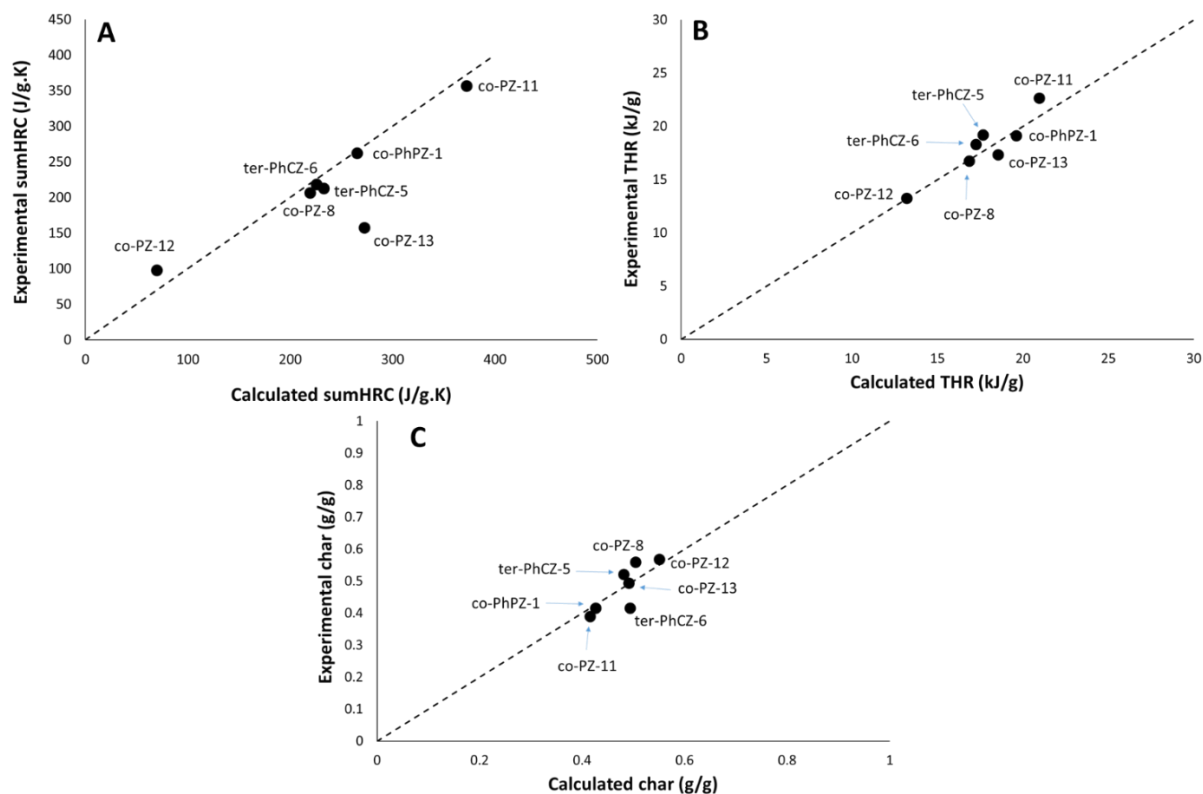 A
Experimental sumHRC (J/g.K)
450
400
350
300
250
200
150
100
50
0
co-PZ-11
co-PhPZ-1
ter-PhCZ-6
ter-PhCZ-5
co-PZ-8
co-PZ-13
co-PZ-12
0 100 200 300 400 500
Calculated sumHRC (J/g.K)
B
Experimental THR (kJ/g)
30
25
20
15
10
5
0
co-PZ-11
ter-PhCZ-5
ter-PhCZ-6
co-PhPZ-1
co-PZ-13
co-PZ-12
co-PZ-8
0 5 10 15 20 25 30
Calculated THR (kJ/g)
C
Experimental char (g/g)
1
0.9
0.8
0.7
0.6
0.5
0.4
0.3
0.2
0.1
0
co-PZ-8
co-PZ-12
ter-PhCZ-5
co-PZ-13
co-PhPZ-1
ter-PhCZ-6
co-PZ-11
0 0.2 0.4 0.6 0.8 1
Calculated char (g/g)